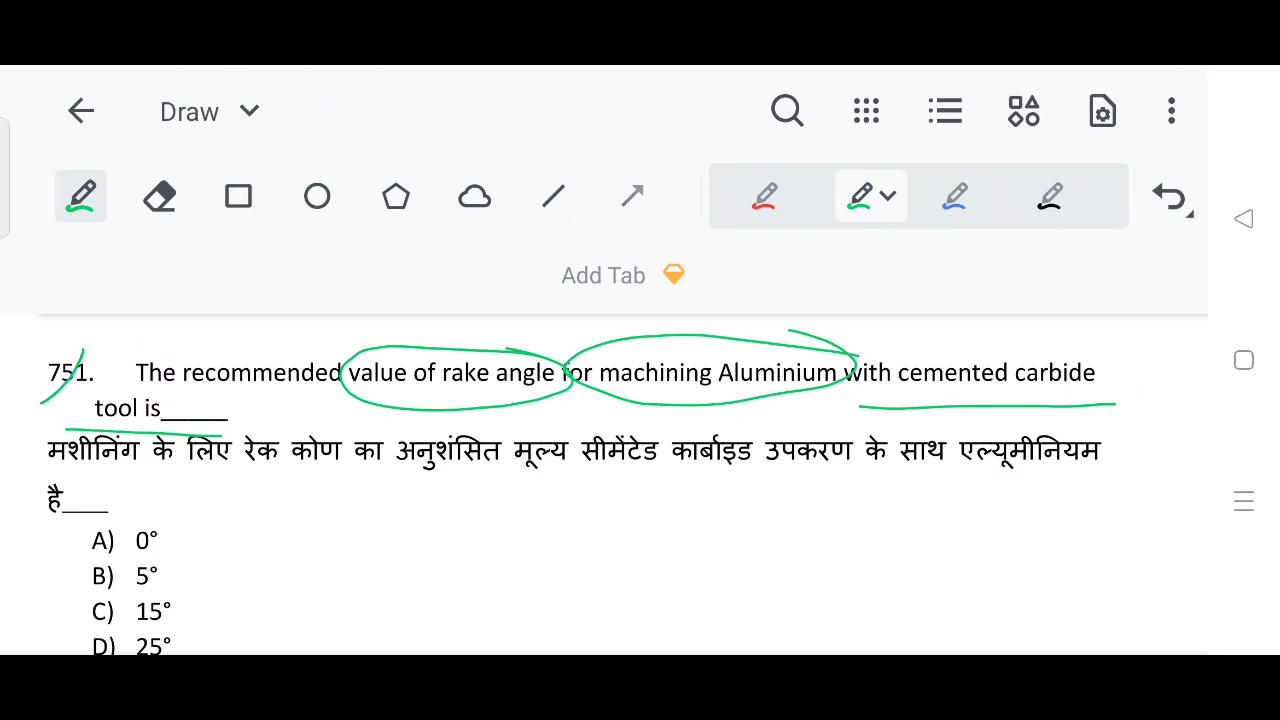 Draw
Add Tab
751. The recommended value of rake angle for machining Aluminium with cemented carbide
tool is_____
मशीनिंग के लिए रेक कोण का अनुशंसित मूल्य सीमेंटेड कार्बाइड उपकरण के साथ एल्यूमीनियम
है____
A) 0°
B) 5°
C) 15°
D) 25°